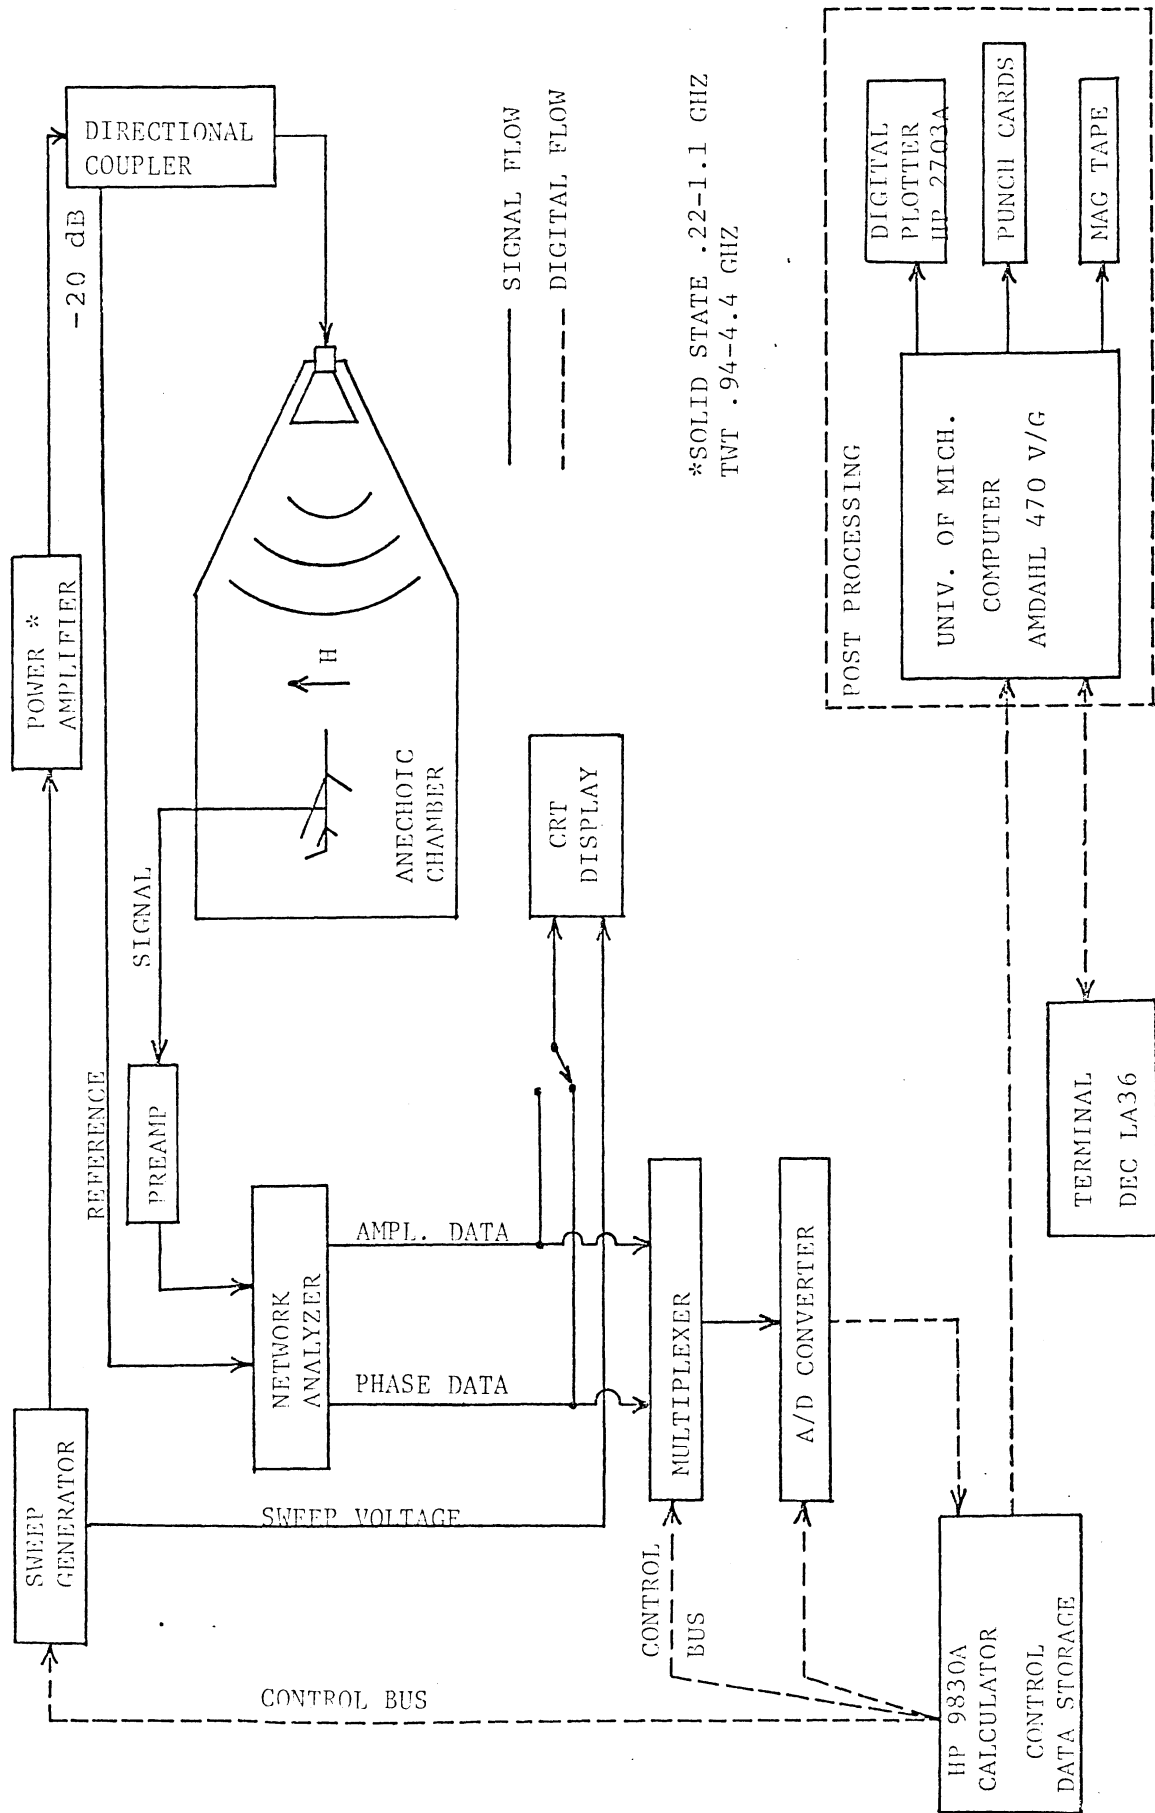 SWEEP
GENERATOR
POWER *
AMPLIFIER
-20 dB
DIRECTIONAL
COUPLER
REFERENCE
SIGNAL
PREAMP
NETWORK
ANALYZER
H
ANECHOIC
CHAMBER
AMPL. DATA
PHASE DATA
SWEEP VOLTAGE
CRT
DISPLAY
SIGNAL FLOW
DIGITAL FLOW
*SOLID STATE .22-1.1 GHZ
TWT .94-4.4 GHZ
CONTROL BUS
CONTROL
BUS
MULTIPLEXER
A/D CONVERTER
HP 9830A
CALCULATOR
CONTROL
DATA STORAGE
TERMINAL
DEC LA36
POST PROCESSING
UNIV. OF MICH.
COMPUTER
AMDAHL 470 V/G
DIGITAL
PLOTTER
HP 2703A
PUNCH CARDS
MAG TAPE